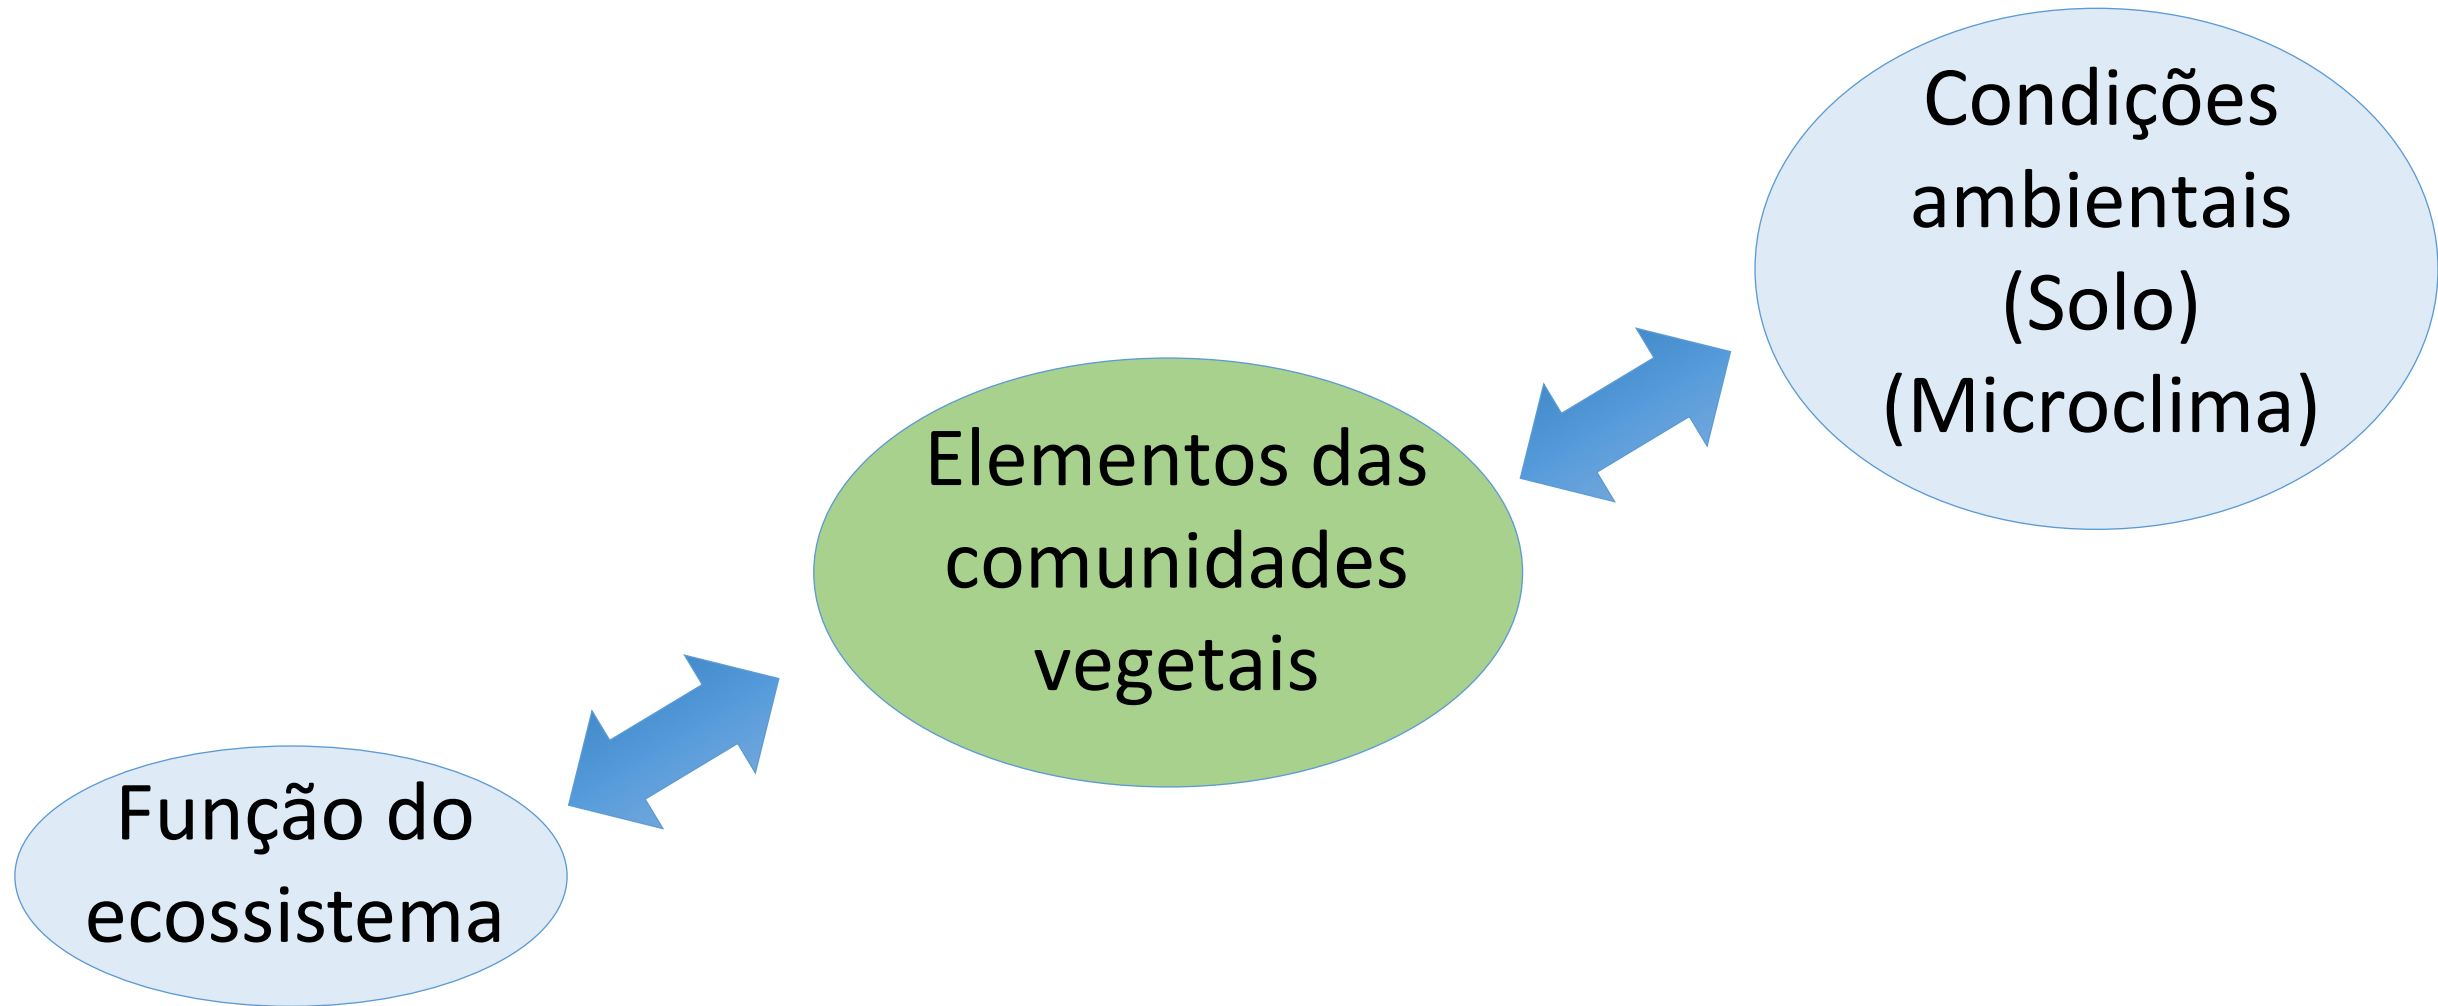 Condições
ambientais
(Solo)
(Microclima)
Elementos das
comunidades
vegetais
Função do
ecossistema